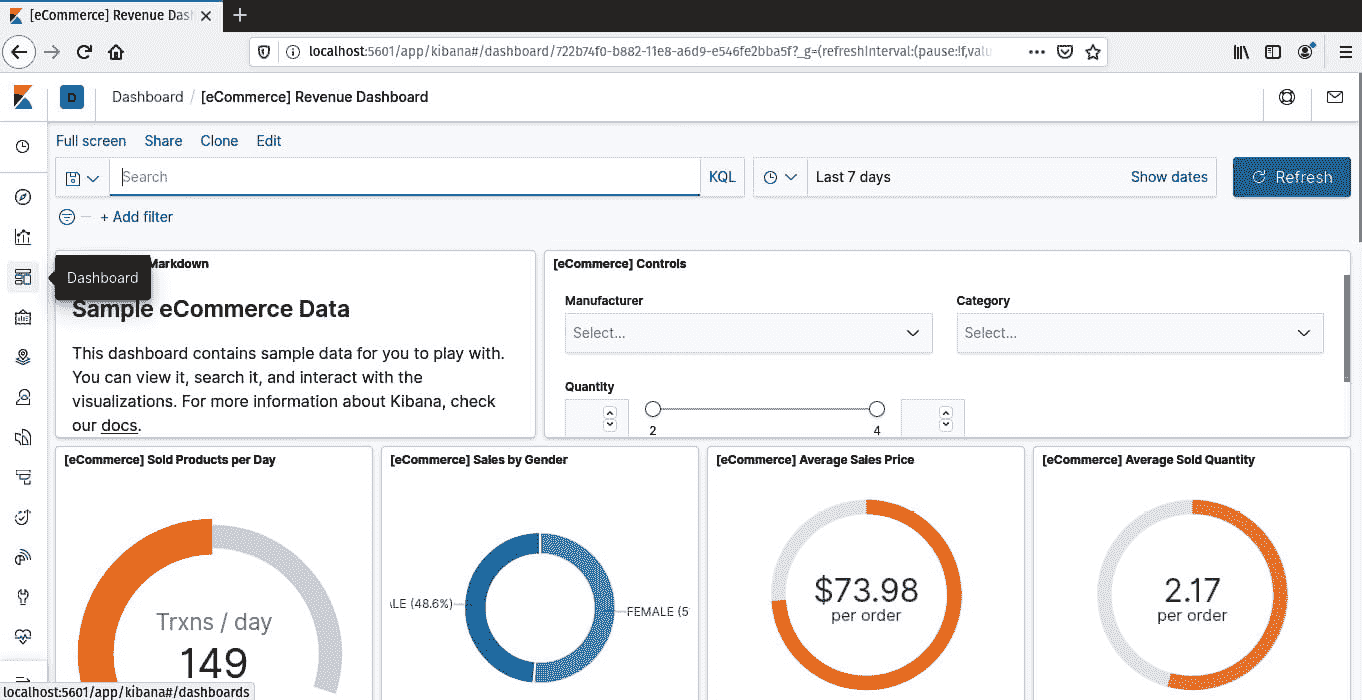 [eCommerce] Revenue Dash
localhost:5601/app/kibana#/dashboard/722b74f0-b882-11e8-a6d9-e546fe2bba5f?_g=(refreshInterval:(pause:!f,valu
D
Dashboard / [eCommerce] Revenue Dashboard
Full screen Share Clone Edit
Search KQL Last 7 days Show dates Refresh
+ Add filter
Markdown
[eCommerce] Controls
Dashboard
Sample eCommerce Data
This dashboard contains sample data for you to play with.
You can view it, search it, and interact with the
visualizations. For more information about Kibana, check
our docs.
Manufacturer Category
Select... Select...
Quantity
2 4
[eCommerce] Sold Products per Day
Trxns / day
149
[eCommerce] Sales by Gender
ALE (48.6%)
FEMALE (5
[eCommerce] Average Sales Price
$73.98
per order
[eCommerce] Average Sold Quantity
2.17
per order
localhost:5601/app/kibana#/dashboards